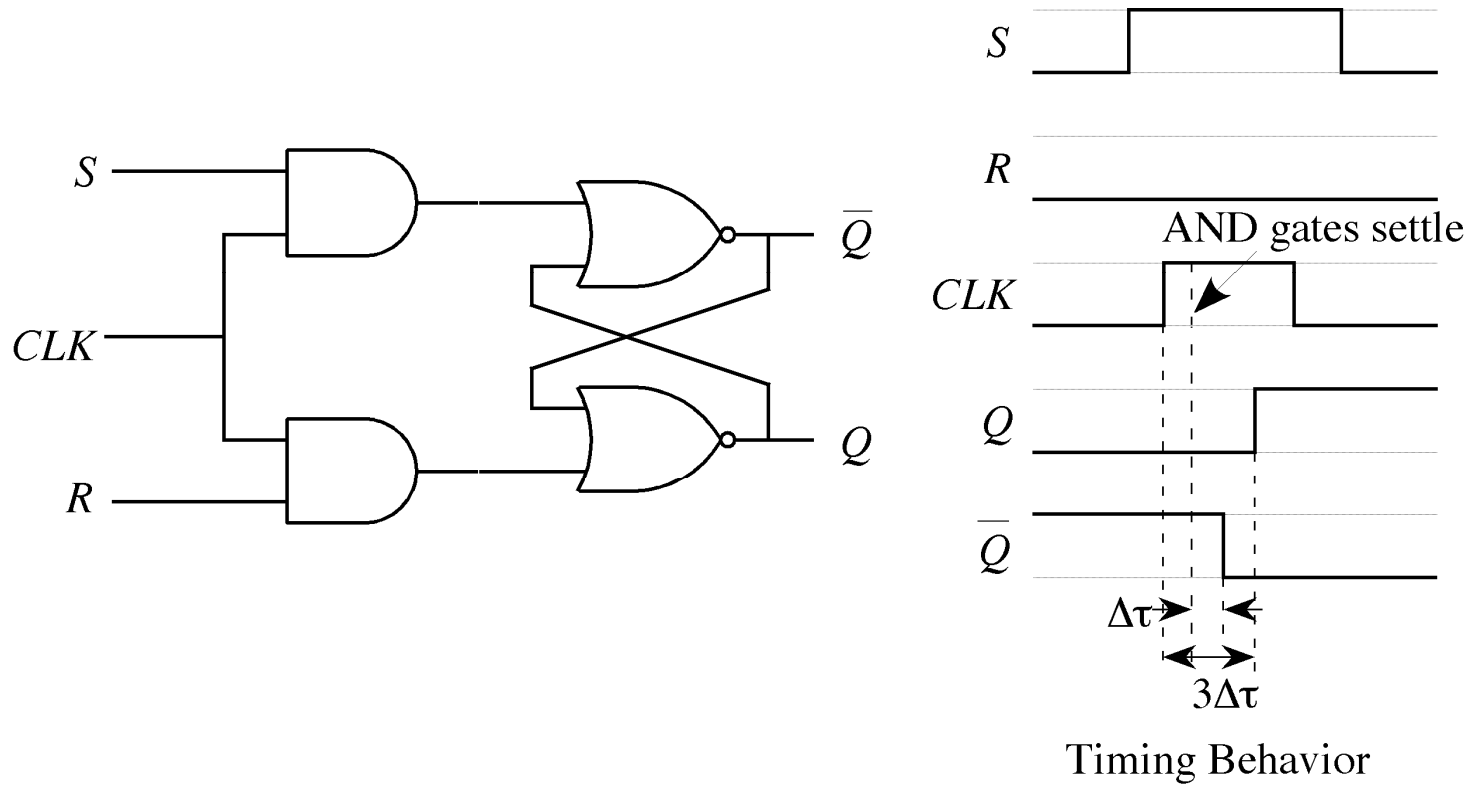 S
CLK
R
Q̅
Q
S
R
AND gates settle
CLK
Q
Q̅
Δτ
3Δτ
Timing Behavior